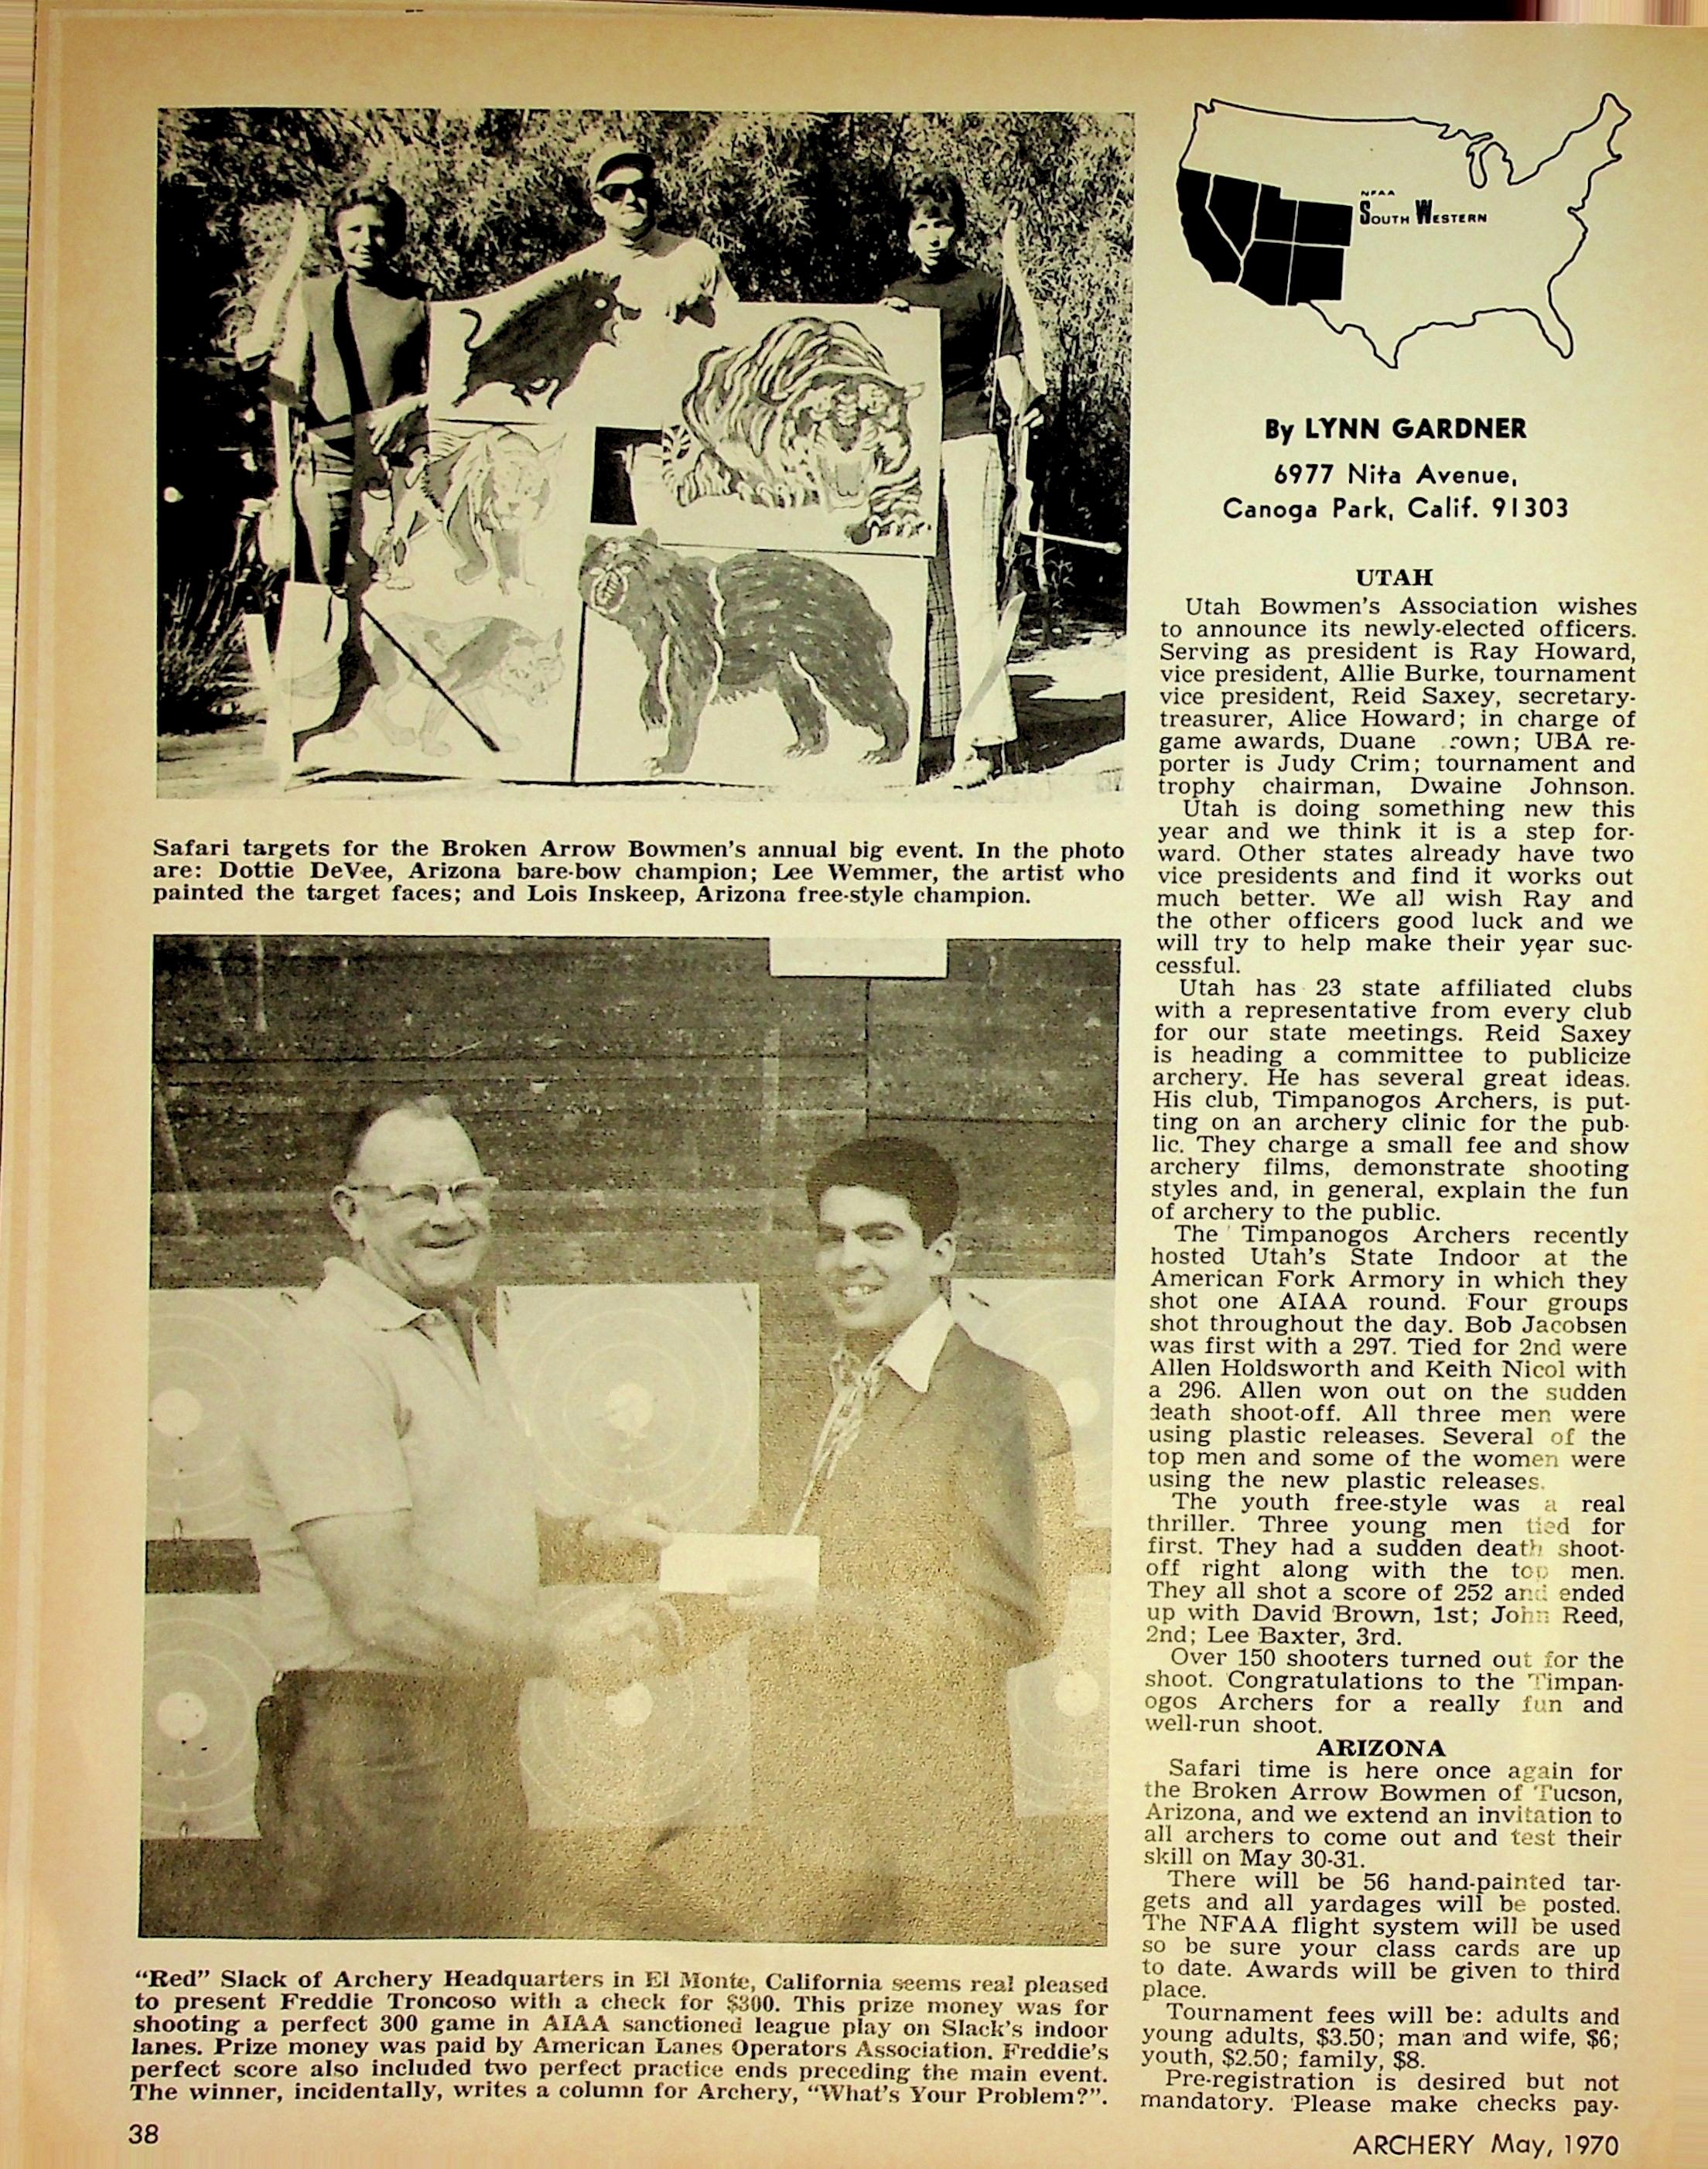 Safari targets for the Broken Arrow Bowmen's annual big event. In the photo
are: Dottie DeVee, Arizona bare-bow champion; Lee Wemmer, the artist who
painted the target faces; and Lois Inskeep, Arizona free-style champion.
"Red" Slack of Archery Headquarters in El Monte, California seems real pleased
to present Freddie Troncoso with a check for $300. This prize money was for
shooting a perfect 300 game in AIAA sanctioned league play on Slack's indoor
lanes. Prize money was paid by American Lanes Operators Association. Freddie's
perfect score also included two perfect practice ends preceding the main event.
The winner, incidentally, writes a column for Archery, "What's Your Problem?".
NFAA
SOUTH WESTERN
By LYNN GARDNER
6977 Nita Avenue,
Canoga Park, Calif. 91303
UTAH
Utah Bowmen's Association wishes
to announce its newly-elected officers.
Serving as president is Ray Howard,
vice president, Allie Burke, tournament
vice president, Reid Saxey, secretary-
treasurer, Alice Howard; in charge of
game awards, Duane rown; UBA re-
porter is Judy Crim; tournament and
trophy chairman, Dwaine Johnson.
Utah is doing something new this
year and we think it is a step for-
ward. Other states already have two
vice presidents and find it works out
much better. We all wish Ray and
the other officers good luck and we
will try to help make their year suc-
cessful.
Utah has 23 state affiliated clubs
with a representative from every club
for our state meetings. Reid Saxey
is heading a committee to publicize
archery. He has several great ideas.
His club, Timpanogos Archers, is put-
ting on an archery clinic for the pub-
lic. They charge a small fee and show
archery films, demonstrate shooting
styles and, in general, explain the fun
of archery to the public.
The Timpanogos Archers recently
hosted Utah's State Indoor at the
American Fork Armory in which they
shot one AIAA round. Four groups
shot throughout the day. Bob Jacobsen
was first with a 297. Tied for 2nd were
Allen Holdsworth and Keith Nicol with
a 296. Allen won out on the sudden
death shoot-off. All three men were
using plastic releases. Several of the
top men and some of the women were
using the new plastic releases.
The youth free-style was a real
thriller. Three young men tied for
first. They had a sudden death shoot-
off right along with the top men.
They all shot a score of 252 and ended
up with David Brown, 1st; John Reed,
2nd; Lee Baxter, 3rd.
Over 150 shooters turned out for the
shoot. Congratulations to the Timpan-
ogos Archers for a really fun and
well-run shoot.
ARIZONA
Safari time is here once again for
the Broken Arrow Bowmen of Tucson,
Arizona, and we extend an invitation to
all archers to come out and test their
skill on May 30-31.
There will be 56 hand-painted tar-
gets and all yardages will be posted.
The NFAA flight system will be used
so be sure your class cards are up
to date. Awards will be given to third
place.
Tournament fees will be: adults and
young adults, $3.50; man and wife, $6;
youth, $2.50; family, $8.
Pre-registration is desired but not
mandatory. Please make checks pay-
38
ARCHERY May, 1970